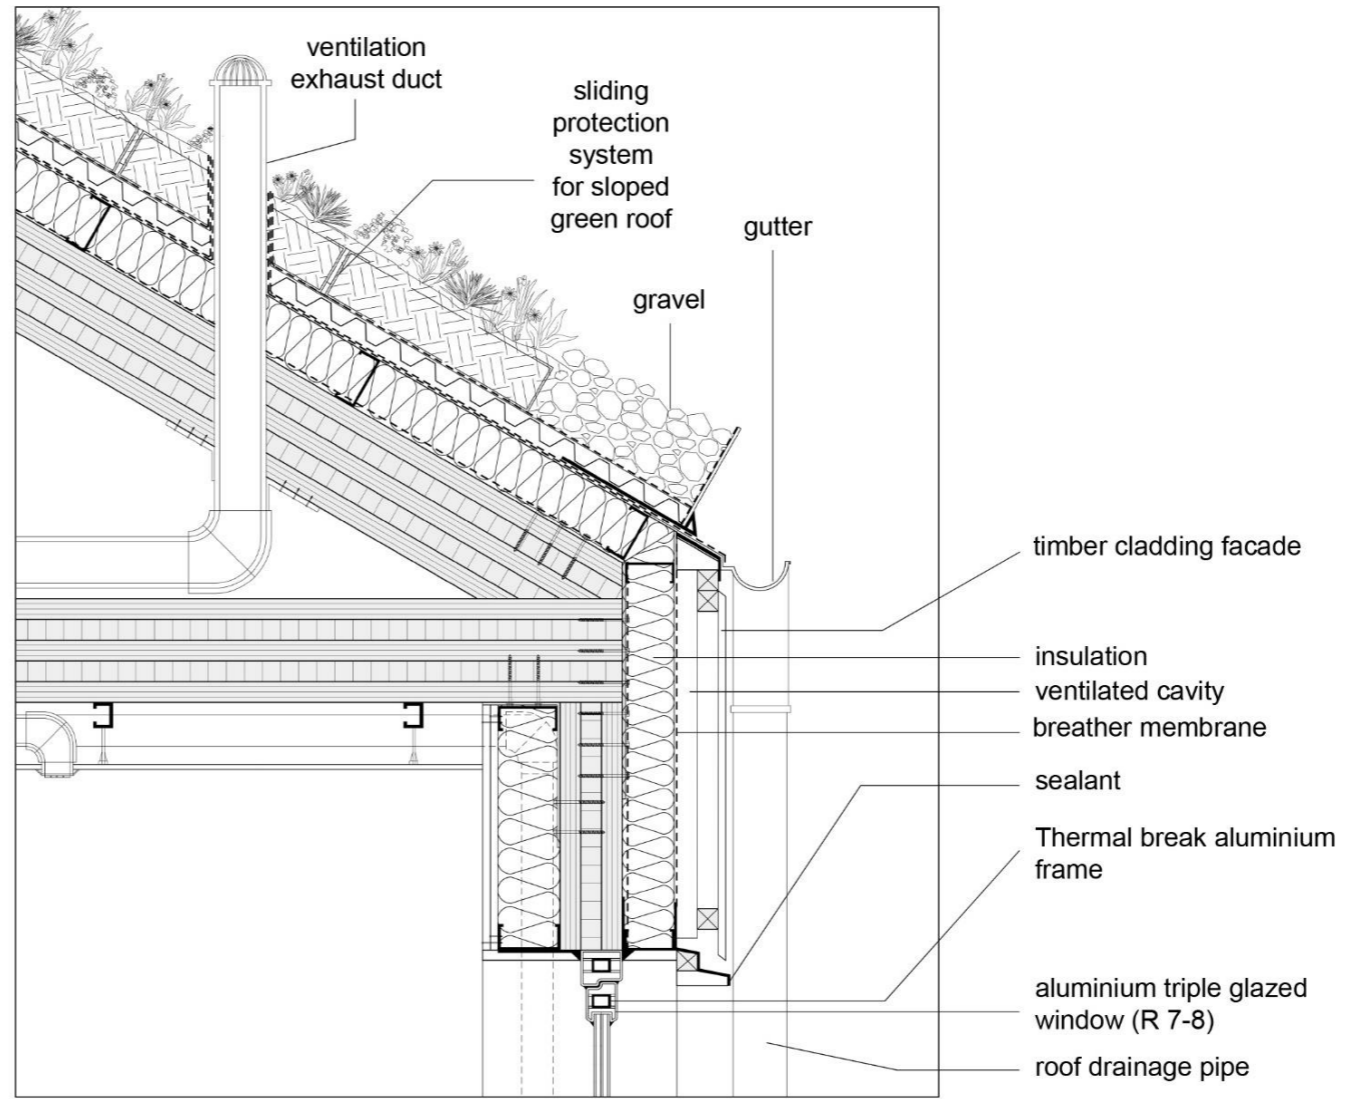 ventilation
exhaust duct
sliding
protection
system
for sloped
green roof
gutter
gravel
timber cladding facade
insulation
ventilated cavity
breather membrane
sealant
Thermal break aluminium
frame
aluminium triple glazed
window (R 7-8)
roof drainage pipe